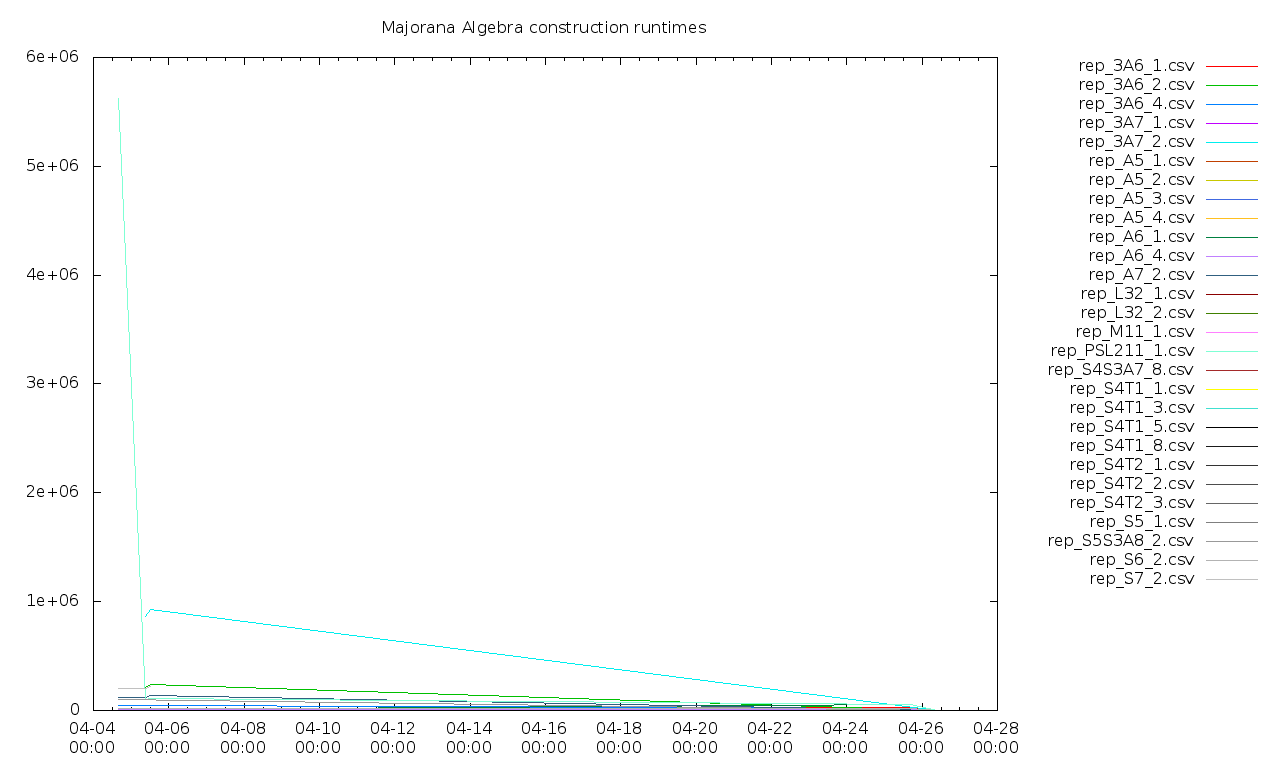 Majorana Algebra construction runtimes
6e+06
5e+06
4e+06
3e+06
2e+06
1e+06
0
04-04 04-06 04-08 04-10 04-12 04-14 04-16 04-18 04-20 04-22 04-24 04-26 04-28
00:00 00:00 00:00 00:00 00:00 00:00 00:00 00:00 00:00 00:00 00:00 00:00 00:00
rep_3A6_1.csv
rep_3A6_2.csv
rep_3A6_4.csv
rep_3A7_1.csv
rep_3A7_2.csv
rep_A5_1.csv
rep_A5_2.csv
rep_A5_3.csv
rep_A5_4.csv
rep_A6_1.csv
rep_A6_4.csv
rep_A7_2.csv
rep_L32_1.csv
rep_L32_2.csv
rep_M11_1.csv
rep_PSL211_1.csv
rep_S4S3A7_8.csv
rep_S4T1_1.csv
rep_S4T1_3.csv
rep_S4T1_5.csv
rep_S4T1_8.csv
rep_S4T2_1.csv
rep_S4T2_2.csv
rep_S4T2_3.csv
rep_S5_1.csv
rep_S5S3A8_2.csv
rep_S6_2.csv
rep_S7_2.csv